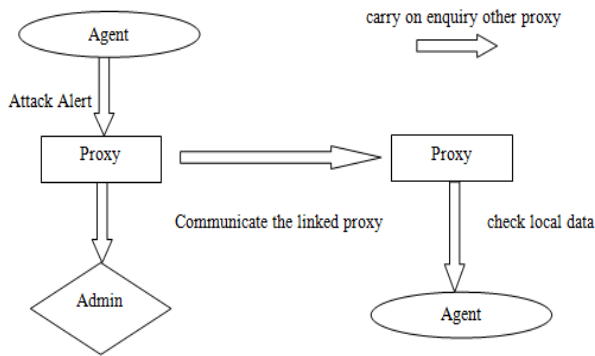 carry on enquiry other proxy
Agent
Attack Alert
Proxy
Proxy
Communicate the linked proxy
check local data
Admin
Agent